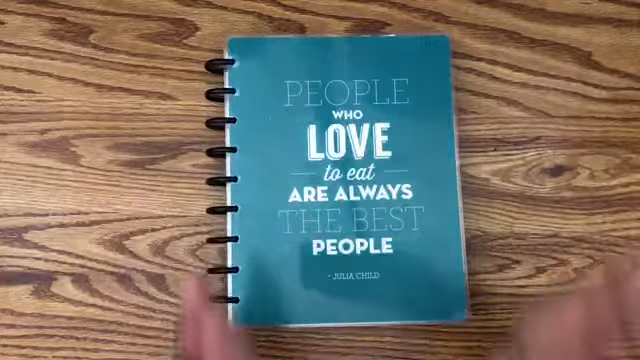 PEOPLE
WHO
LOVE
to eat
ARE ALWAYS
THE BEST
PEOPLE
- JULIA CHILD